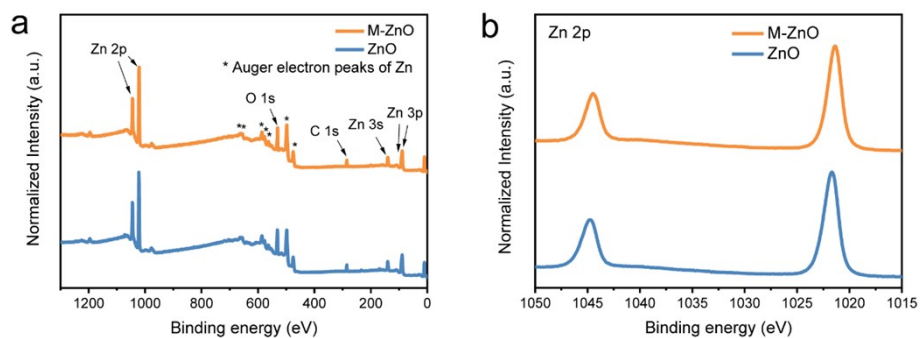 a
M-ZnO
ZnO
* Auger electron peaks of Zn
Zn 2p
O 1s
C 1s
Zn 3s
Zn 3p
**
*
*
*
*
*
Normalized Intensity (a.u.)
1200 1000 800 600 400 200 0
Binding energy (eV)
b
Zn 2p
M-ZnO
ZnO
Normalized Intensity (a.u.)
1050 1045 1040 1035 1030 1025 1020 1015
Binding energy (eV)